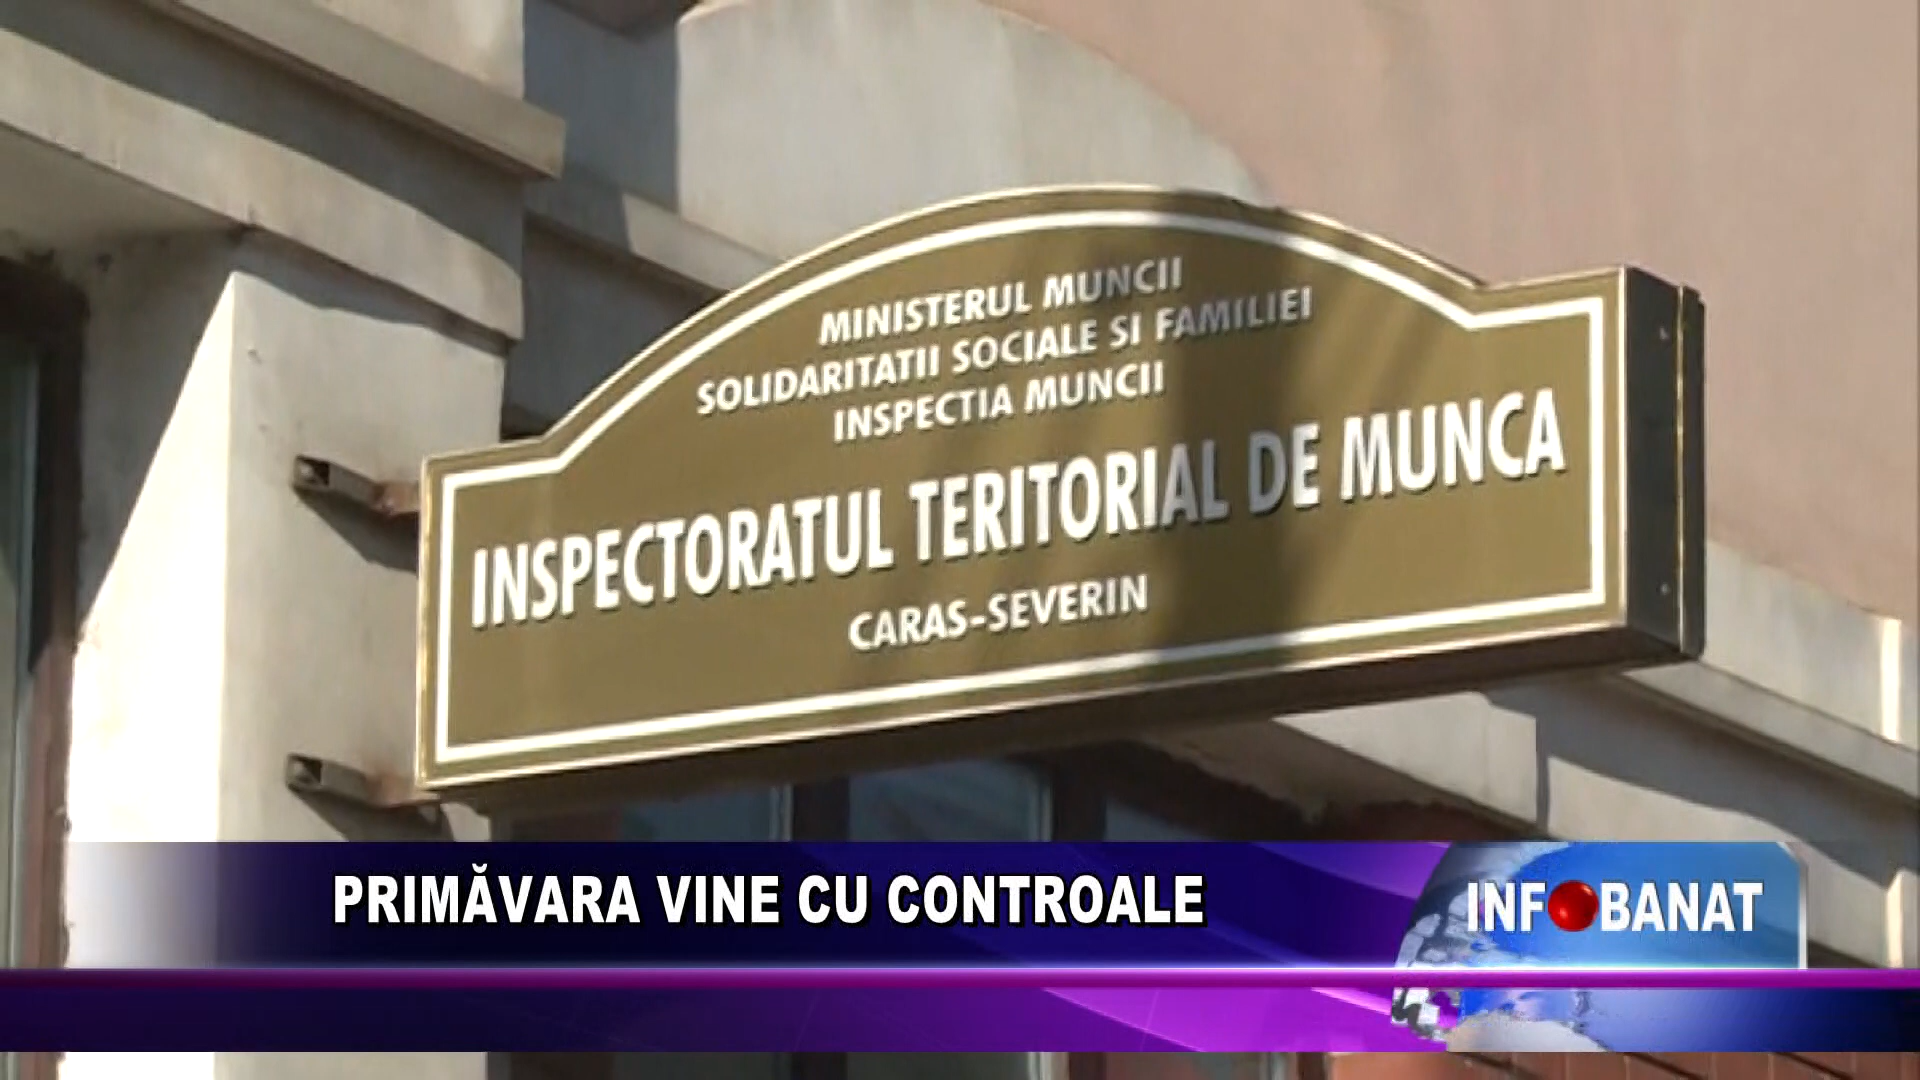 MINISTERUL MUNCII
SOLIDARITATII SOCIALE SI FAMILIEI
INSPECTIA MUNCII
INSPECTORATUL TERITORIAL DE MUNCA
CARAS-SEVERIN
PRIMĂVARA VINE CU CONTROALE
INFOBANAT